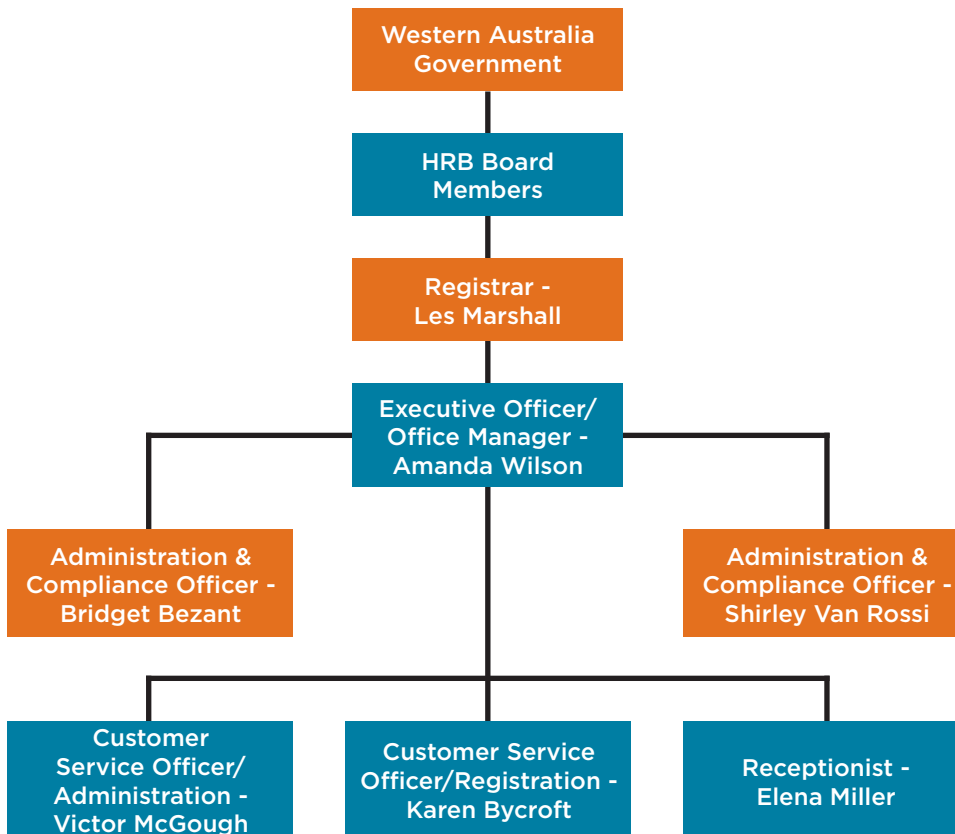 Western Australia
Government
HRB Board
Members
Registrar -
Les Marshall
Executive Officer/
Office Manager -
Amanda Wilson
Administration &
Compliance Officer -
Bridget Bezant
Administration &
Compliance Officer -
Shirley Van Rossi
Customer
Service Officer/
Administration -
Victor McGough
Customer Service
Officer/Registration -
Karen Bycroft
Receptionist -
Elena Miller